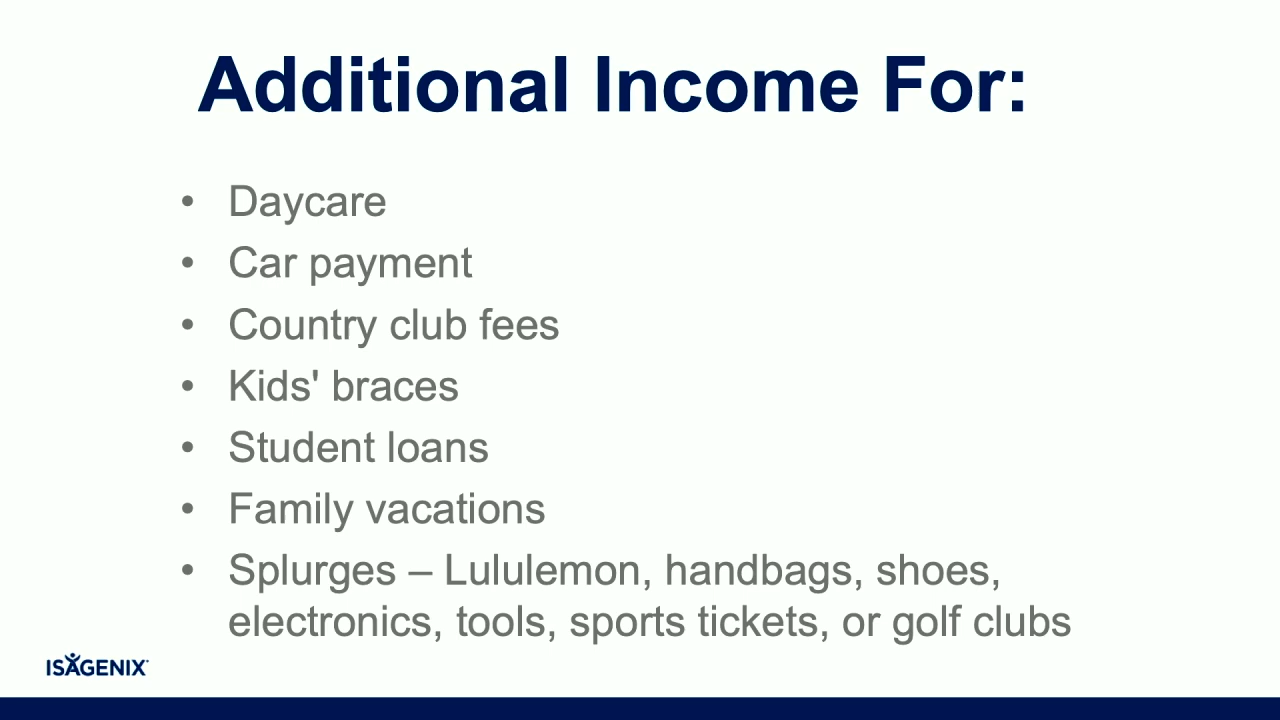 Additional Income For:
• Daycare
• Car payment
• Country club fees
• Kids' braces
• Student loans
• Family vacations
• Splurges – Lululemon, handbags, shoes,
electronics, tools, sports tickets, or golf clubs
ISAGENIX